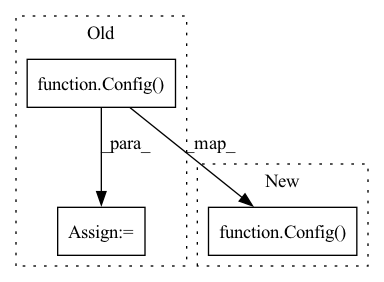 Old
function.Config()
_para_
_map_
New
Assign:=
function.Config()